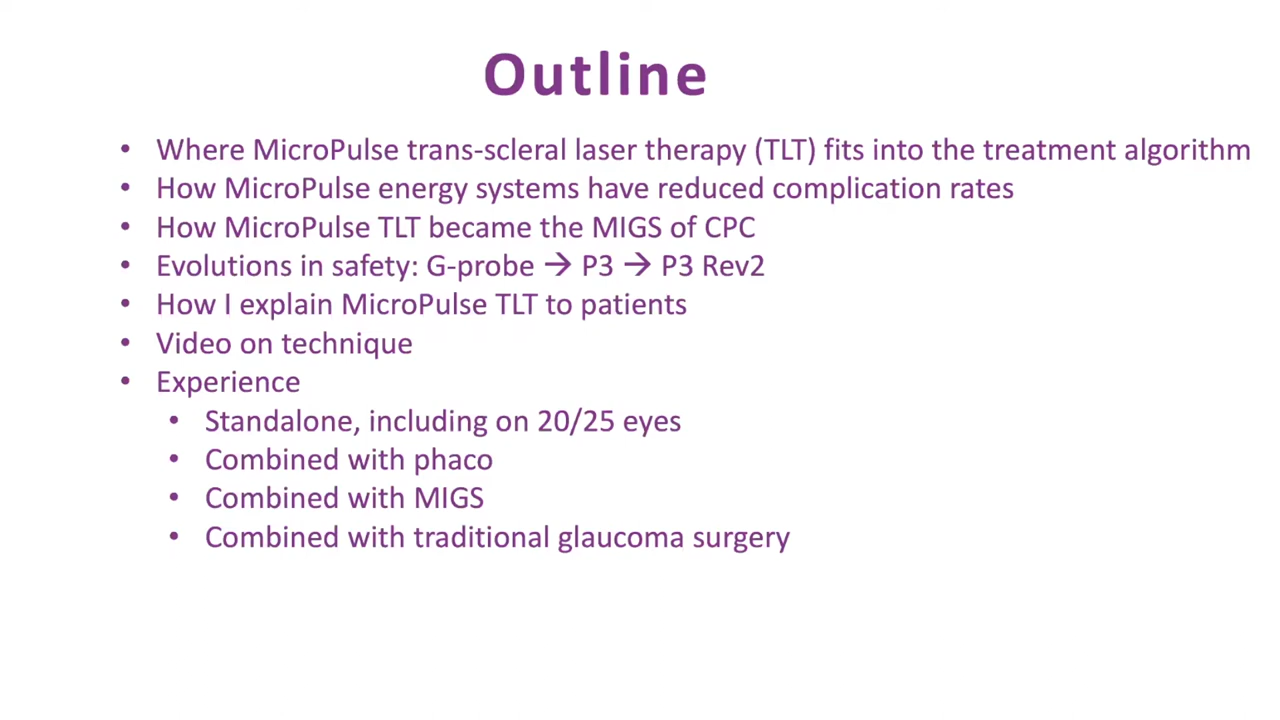 Outline
• Where MicroPulse trans-scleral laser therapy (TLT) fits into the treatment algorithm
• How MicroPulse energy systems have reduced complication rates
• How MicroPulse TLT became the MIGS of CPC
• Evolutions in safety: G-probe → P3 → P3 Rev2
• How I explain MicroPulse TLT to patients
• Video on technique
• Experience
• Standalone, including on 20/25 eyes
• Combined with phaco
• Combined with MIGS
• Combined with traditional glaucoma surgery